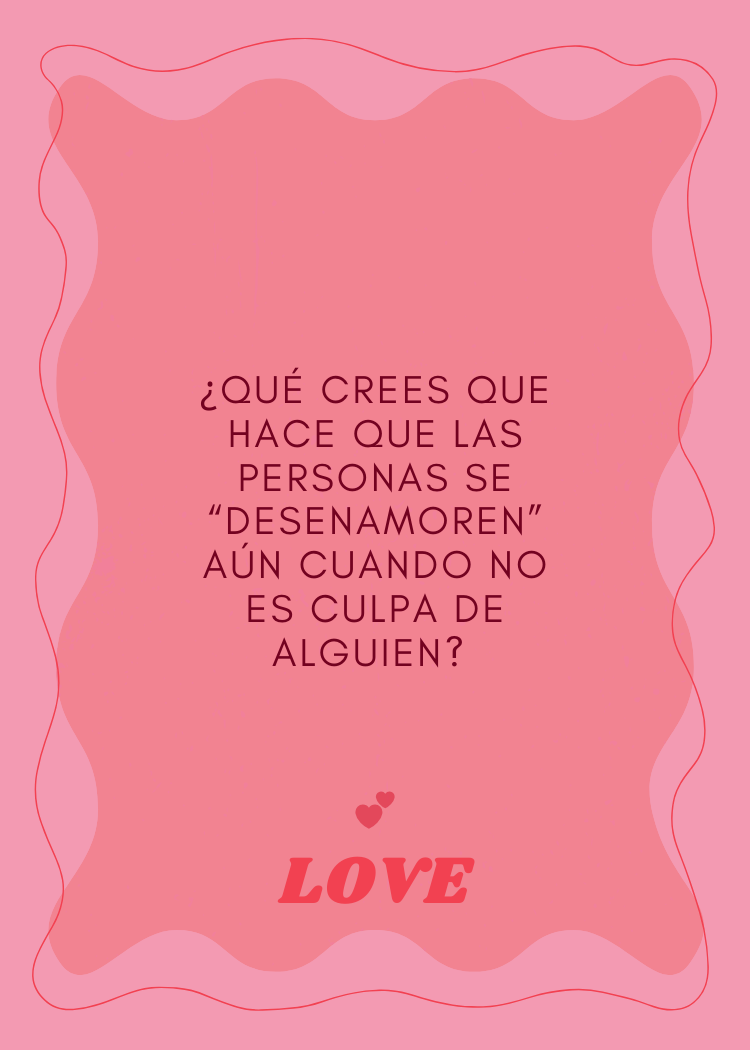 ¿QUÉ CREES QUE
HACE QUE LAS
PERSONAS SE
“DESENAMOREN”
AÚN CUANDO NO
ES CULPA DE
ALGUIEN?
LOVE